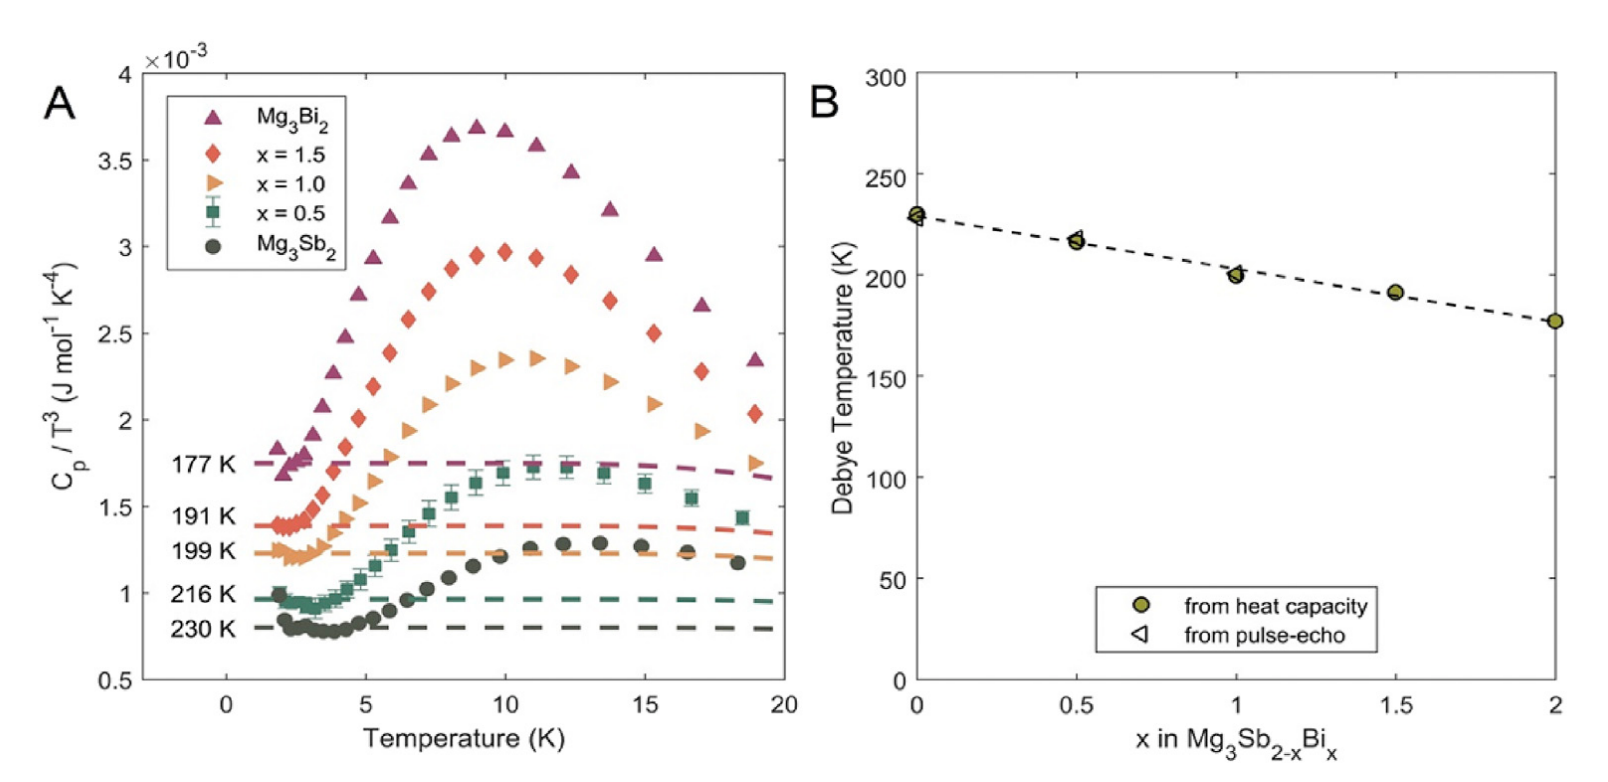 A
×10⁻³
4
3.5
3
2.5
2
1.5
1
0.5
C_p / T³ (J mol⁻¹ K⁻⁴)
Mg₃Bi₂
x = 1.5
x = 1.0
x = 0.5
Mg₃Sb₂
177 K
191 K
199 K
216 K
230 K
0 5 10 15 20
Temperature (K)
B
300
250
200
150
100
50
0
Debye Temperature (K)
from heat capacity
from pulse-echo
0 0.5 1 1.5 2
x in Mg₃Sb₂₋ₓBiₓ